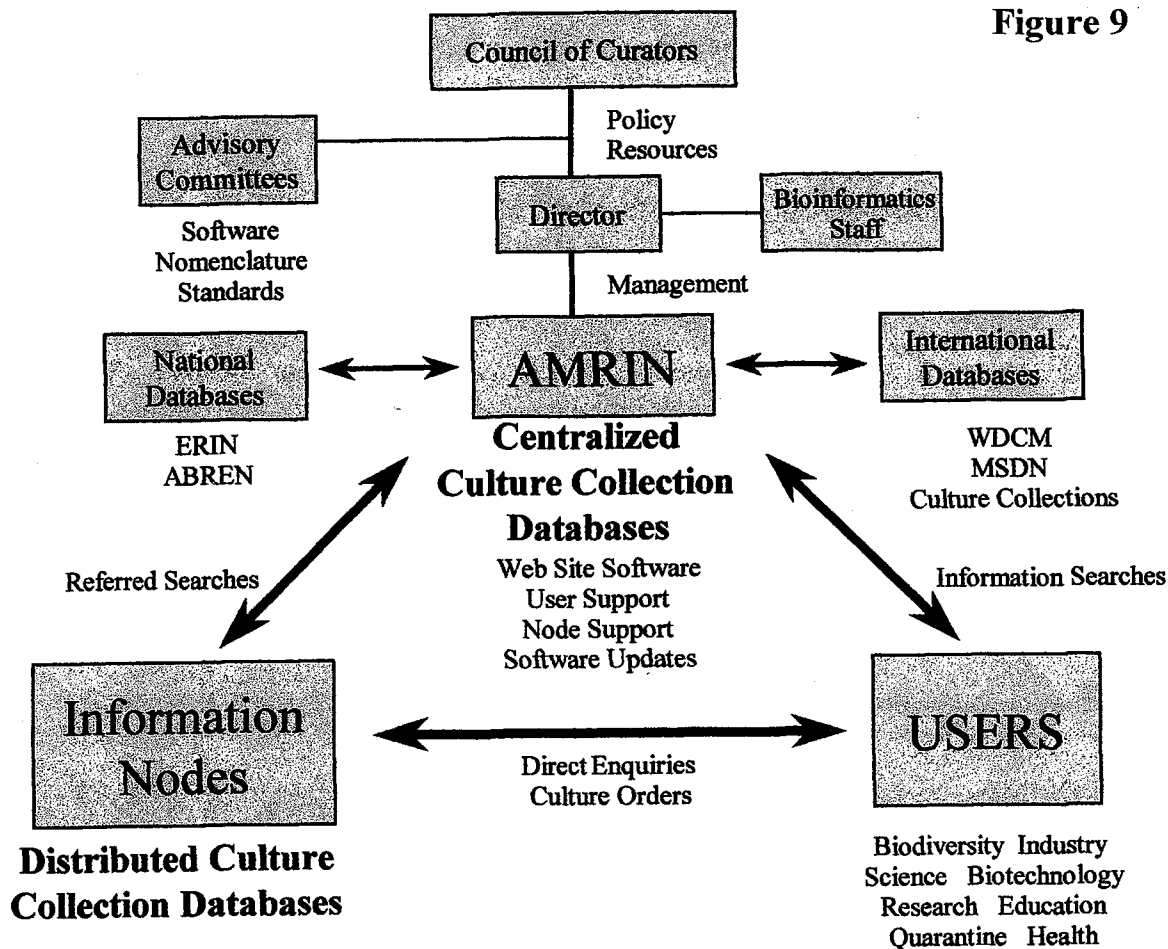 Figure 9
Council of Curators
Policy
Resources
Advisory
Committees
Software
Nomenclature
Standards
Director
Bioinformatics
Staff
Management
National
Databases
ERIN
ABREN
AMRIN
Centralized
Culture Collection
Databases
Web Site Software
User Support
Node Support
Software Updates
International
Databases
WDCM
MSDN
Culture Collections
Referred Searches
Information Searches
Information
Nodes
Distributed Culture
Collection Databases
Direct Enquiries
Culture Orders
USERS
Biodiversity Industry
Science Biotechnology
Research Education
Quarantine Health